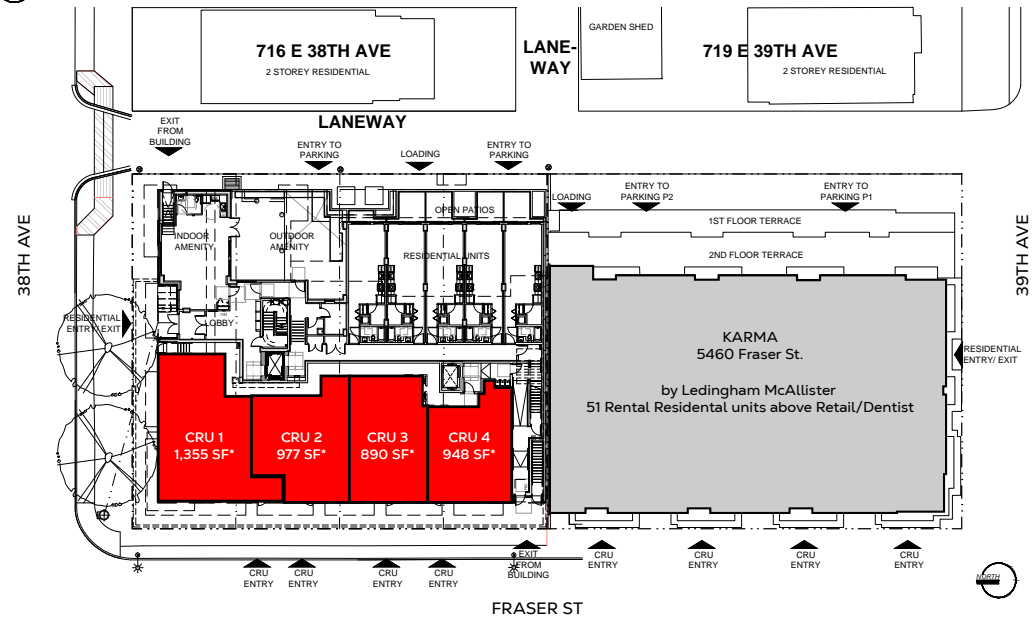 GARDEN SHED
716 E 38TH AVE
2 STOREY RESIDENTIAL
LANE-
WAY
719 E 39TH AVE
2 STOREY RESIDENTIAL
LANEWAY
EXIT
FROM
BUILDING
ENTRY TO
PARKING
LOADING
ENTRY TO
PARKING
LOADING
ENTRY TO
PARKING P2
ENTRY TO
PARKING P1
OPEN PATIOS
1ST FLOOR TERRACE
INDOOR
AMENITY
OUTDOOR
AMENITY
RESIDENTIAL UNITS
2ND FLOOR TERRACE
38TH AVE
39TH AVE
RESIDENTIAL
ENTRY/EXIT
LOBBY
KARMA
5460 Fraser St.
by Ledingham McAllister
51 Rental Residental units above Retail/Dentist
RESIDENTIAL
ENTRY/ EXIT
CRU 1
1,355 SF*
CRU 2
977 SF*
CRU 3
890 SF*
CRU 4
948 SF*
CRU
ENTRY
CRU
ENTRY
CRU
ENTRY
CRU
ENTRY
EXIT
FROM
BUILDING
CRU
ENTRY
CRU
ENTRY
CRU
ENTRY
CRU
ENTRY
NORTH
FRASER ST